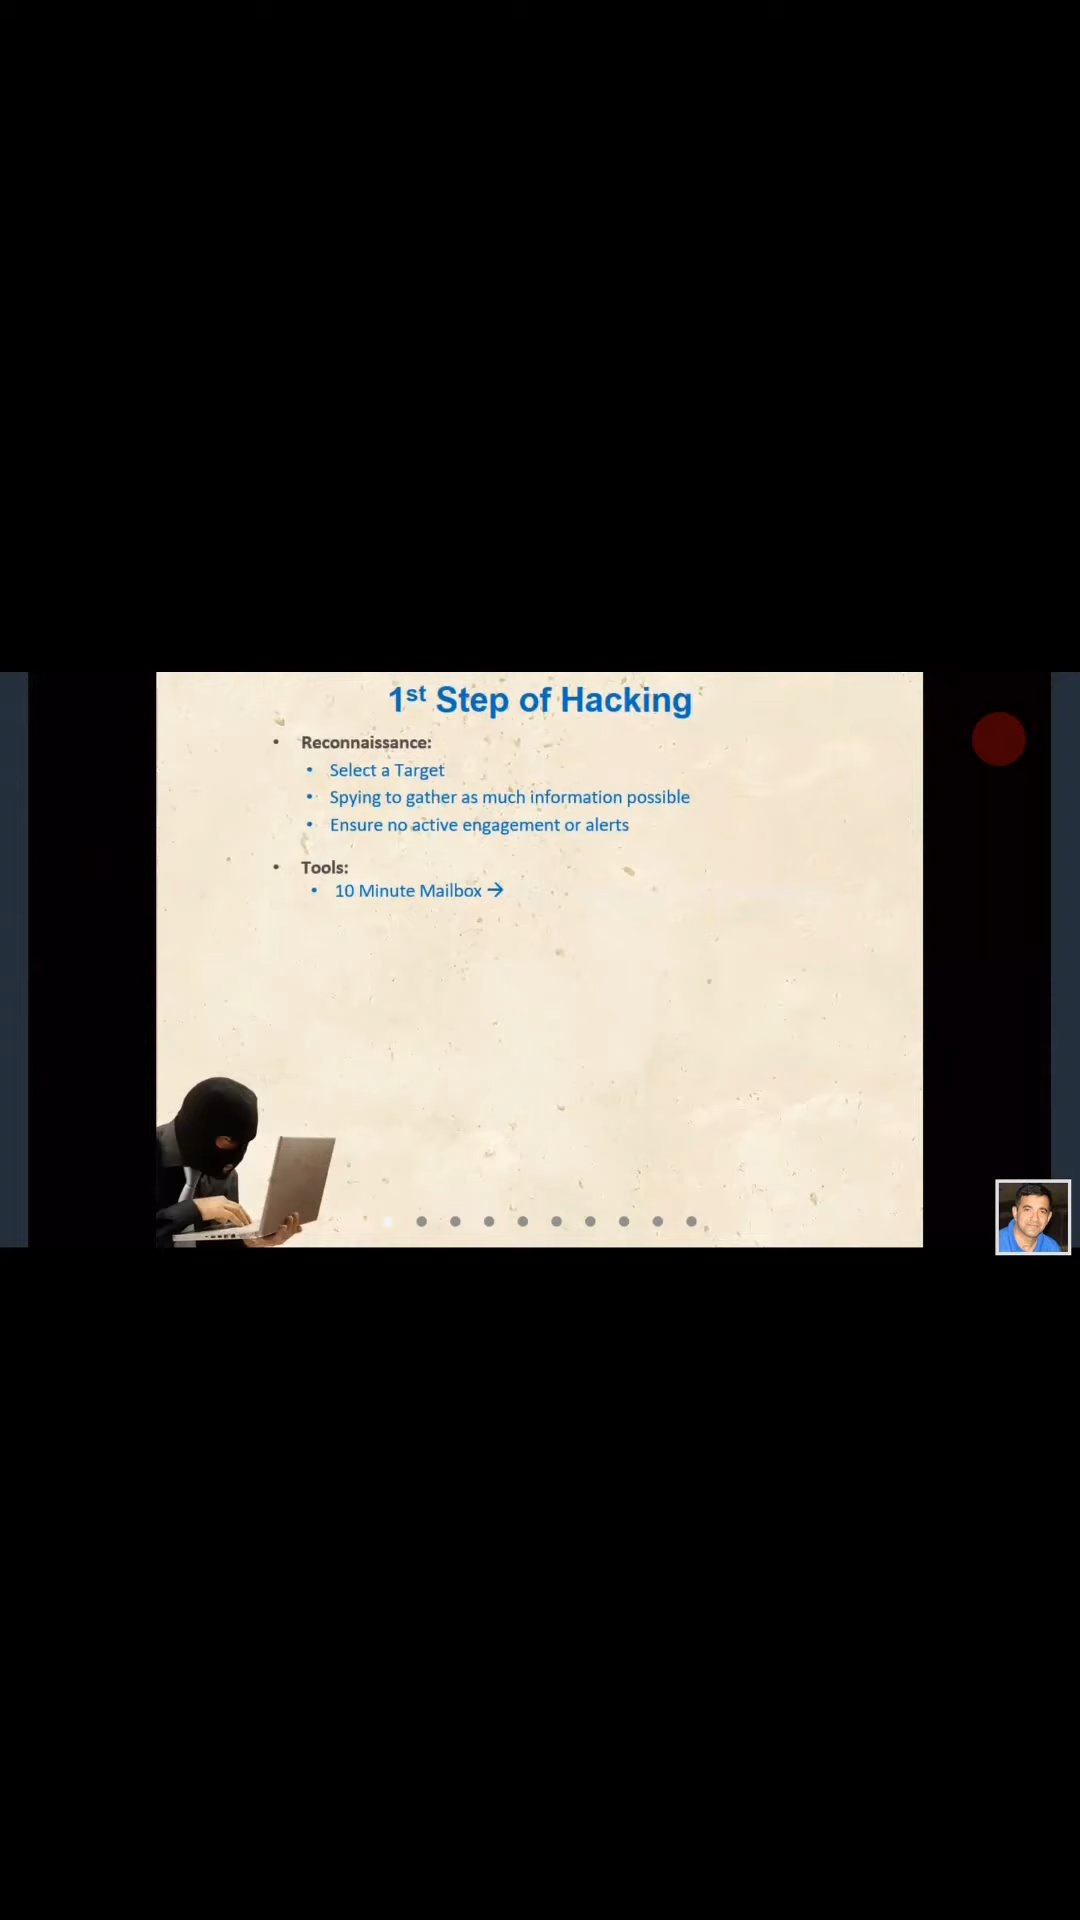 1st Step of Hacking
• Reconnaissance:
• Select a Target
• Spying to gather as much information possible
• Ensure no active engagement or alerts
• Tools:
• 10 Minute Mailbox →